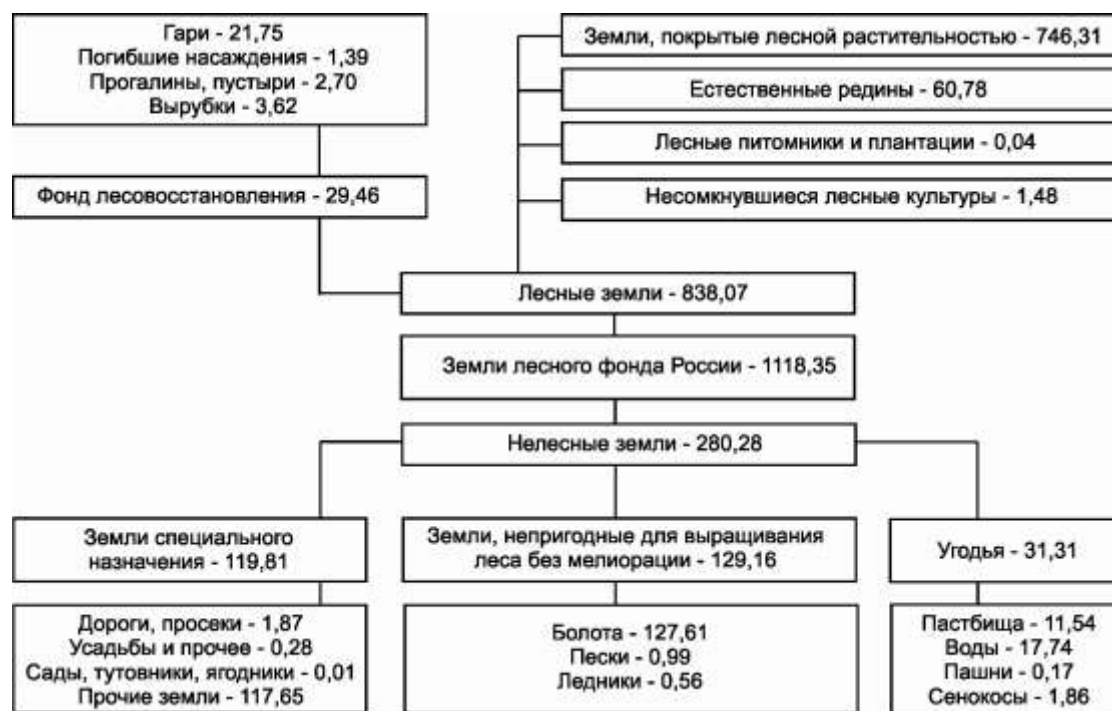 Гари - 21,75
Погибшие насаждения - 1,39
Прогалины, пустыри - 2,70
Вырубки - 3,62
Фонд лесовосстановления - 29,46
Земли, покрытые лесной растительностью - 746,31
Естественные редины - 60,78
Лесные питомники и плантации - 0,04
Несомкнувшиеся лесные культуры - 1,48
Лесные земли - 838,07
Земли лесного фонда России - 1118,35
Нелесные земли - 280,28
Земли специального
назначения - 119,81
Дороги, просеки - 1,87
Усадьбы и прочее - 0,28
Сады, тутовники, ягодники - 0,01
Прочие земли - 117,65
Земли, непригодные для выращивания
леса без мелиорации - 129,16
Болота - 127,61
Пески - 0,99
Ледники - 0,56
Угодья - 31,31
Пастбища - 11,54
Воды - 17,74
Пашни - 0,17
Сенокосы - 1,86